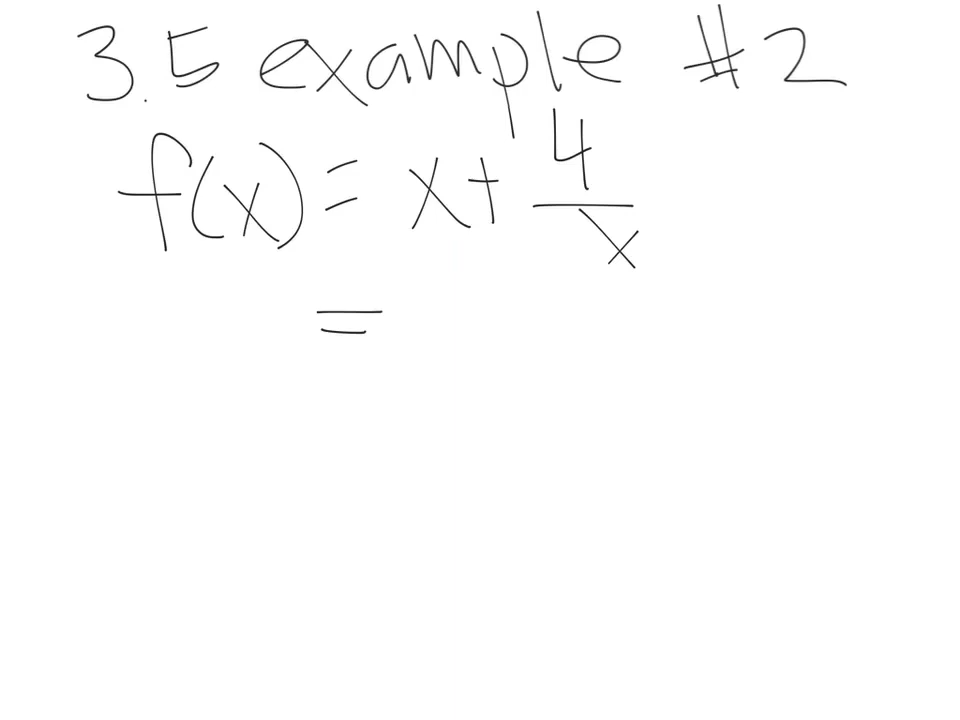 3.5 example #2
f(x) = x + 4/x
=